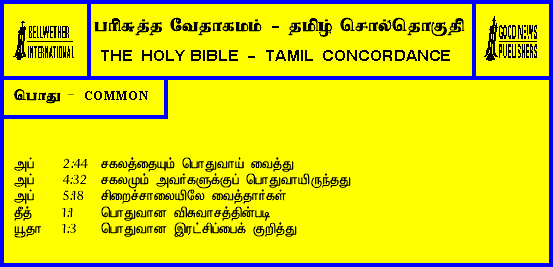 BELLWETHER
INTERNATIONAL
பரிசுத்த வேதாகமம் - தமிழ் சொல்தொகுதி
THE HOLY BIBLE - TAMIL CONCORDANCE
GOOD NEWS
PUBLISHERS
பொது - COMMON
அப் 2:44 சகலத்தையும் பொதுவாய் வைத்து
அப் 4:32 சகலமும் அவர்களுக்குப் பொதுவாயிருந்தது
அப் 5:18 சிறைச்சாலையிலே வைத்தார்கள்
தீத் 1:1 பொதுவான விசுவாசத்தின்படி
யூதா 1:3 பொதுவான இரட்சிப்பைக் குறித்து